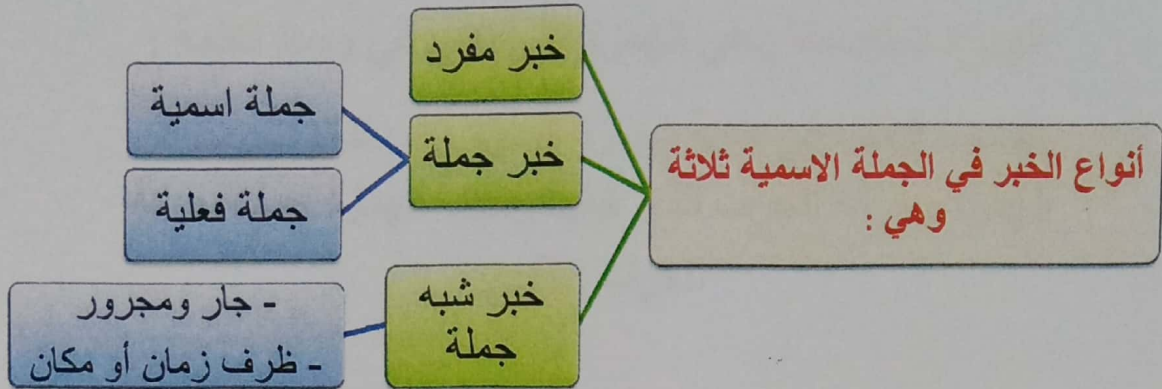 أنواع الخبر في الجملة الاسمية ثلاثة
وهي :
خبر مفرد
خبر جملة
جملة اسمية
جملة فعلية
خبر شبه
جملة
- جار ومجرور
- ظرف زمان أو مكان